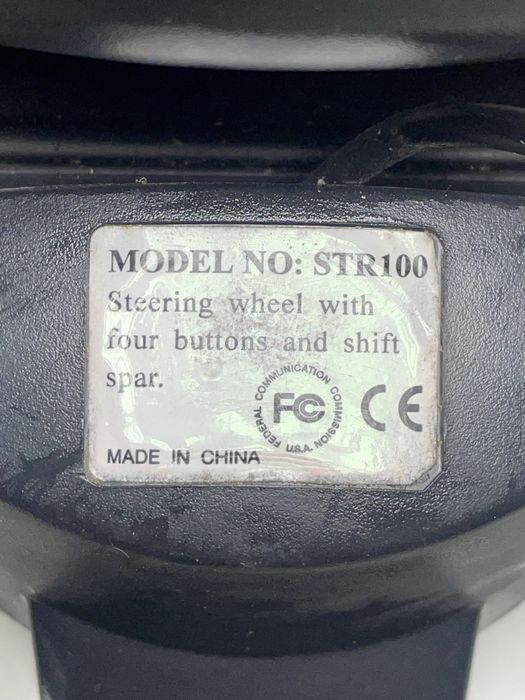 MODEL NO: STR100
Steering wheel with
four buttons and shift
spar.
FEDERAL COMMUNICATION COMMISSION U.S.A.
FC
CE
MADE IN CHINA